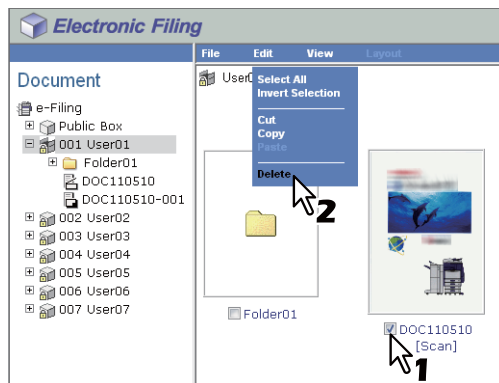 Electronic Filing
File Edit View Layout
Document
e-Filing
Public Box
001 User01
Folder01
DOC110510
DOC110510-001
002 User02
003 User03
004 User04
005 User05
006 User06
007 User07
Select All
Invert Selection
Cut
Copy
Paste
Delete
2
Folder01
DOC110510
[Scan]
1